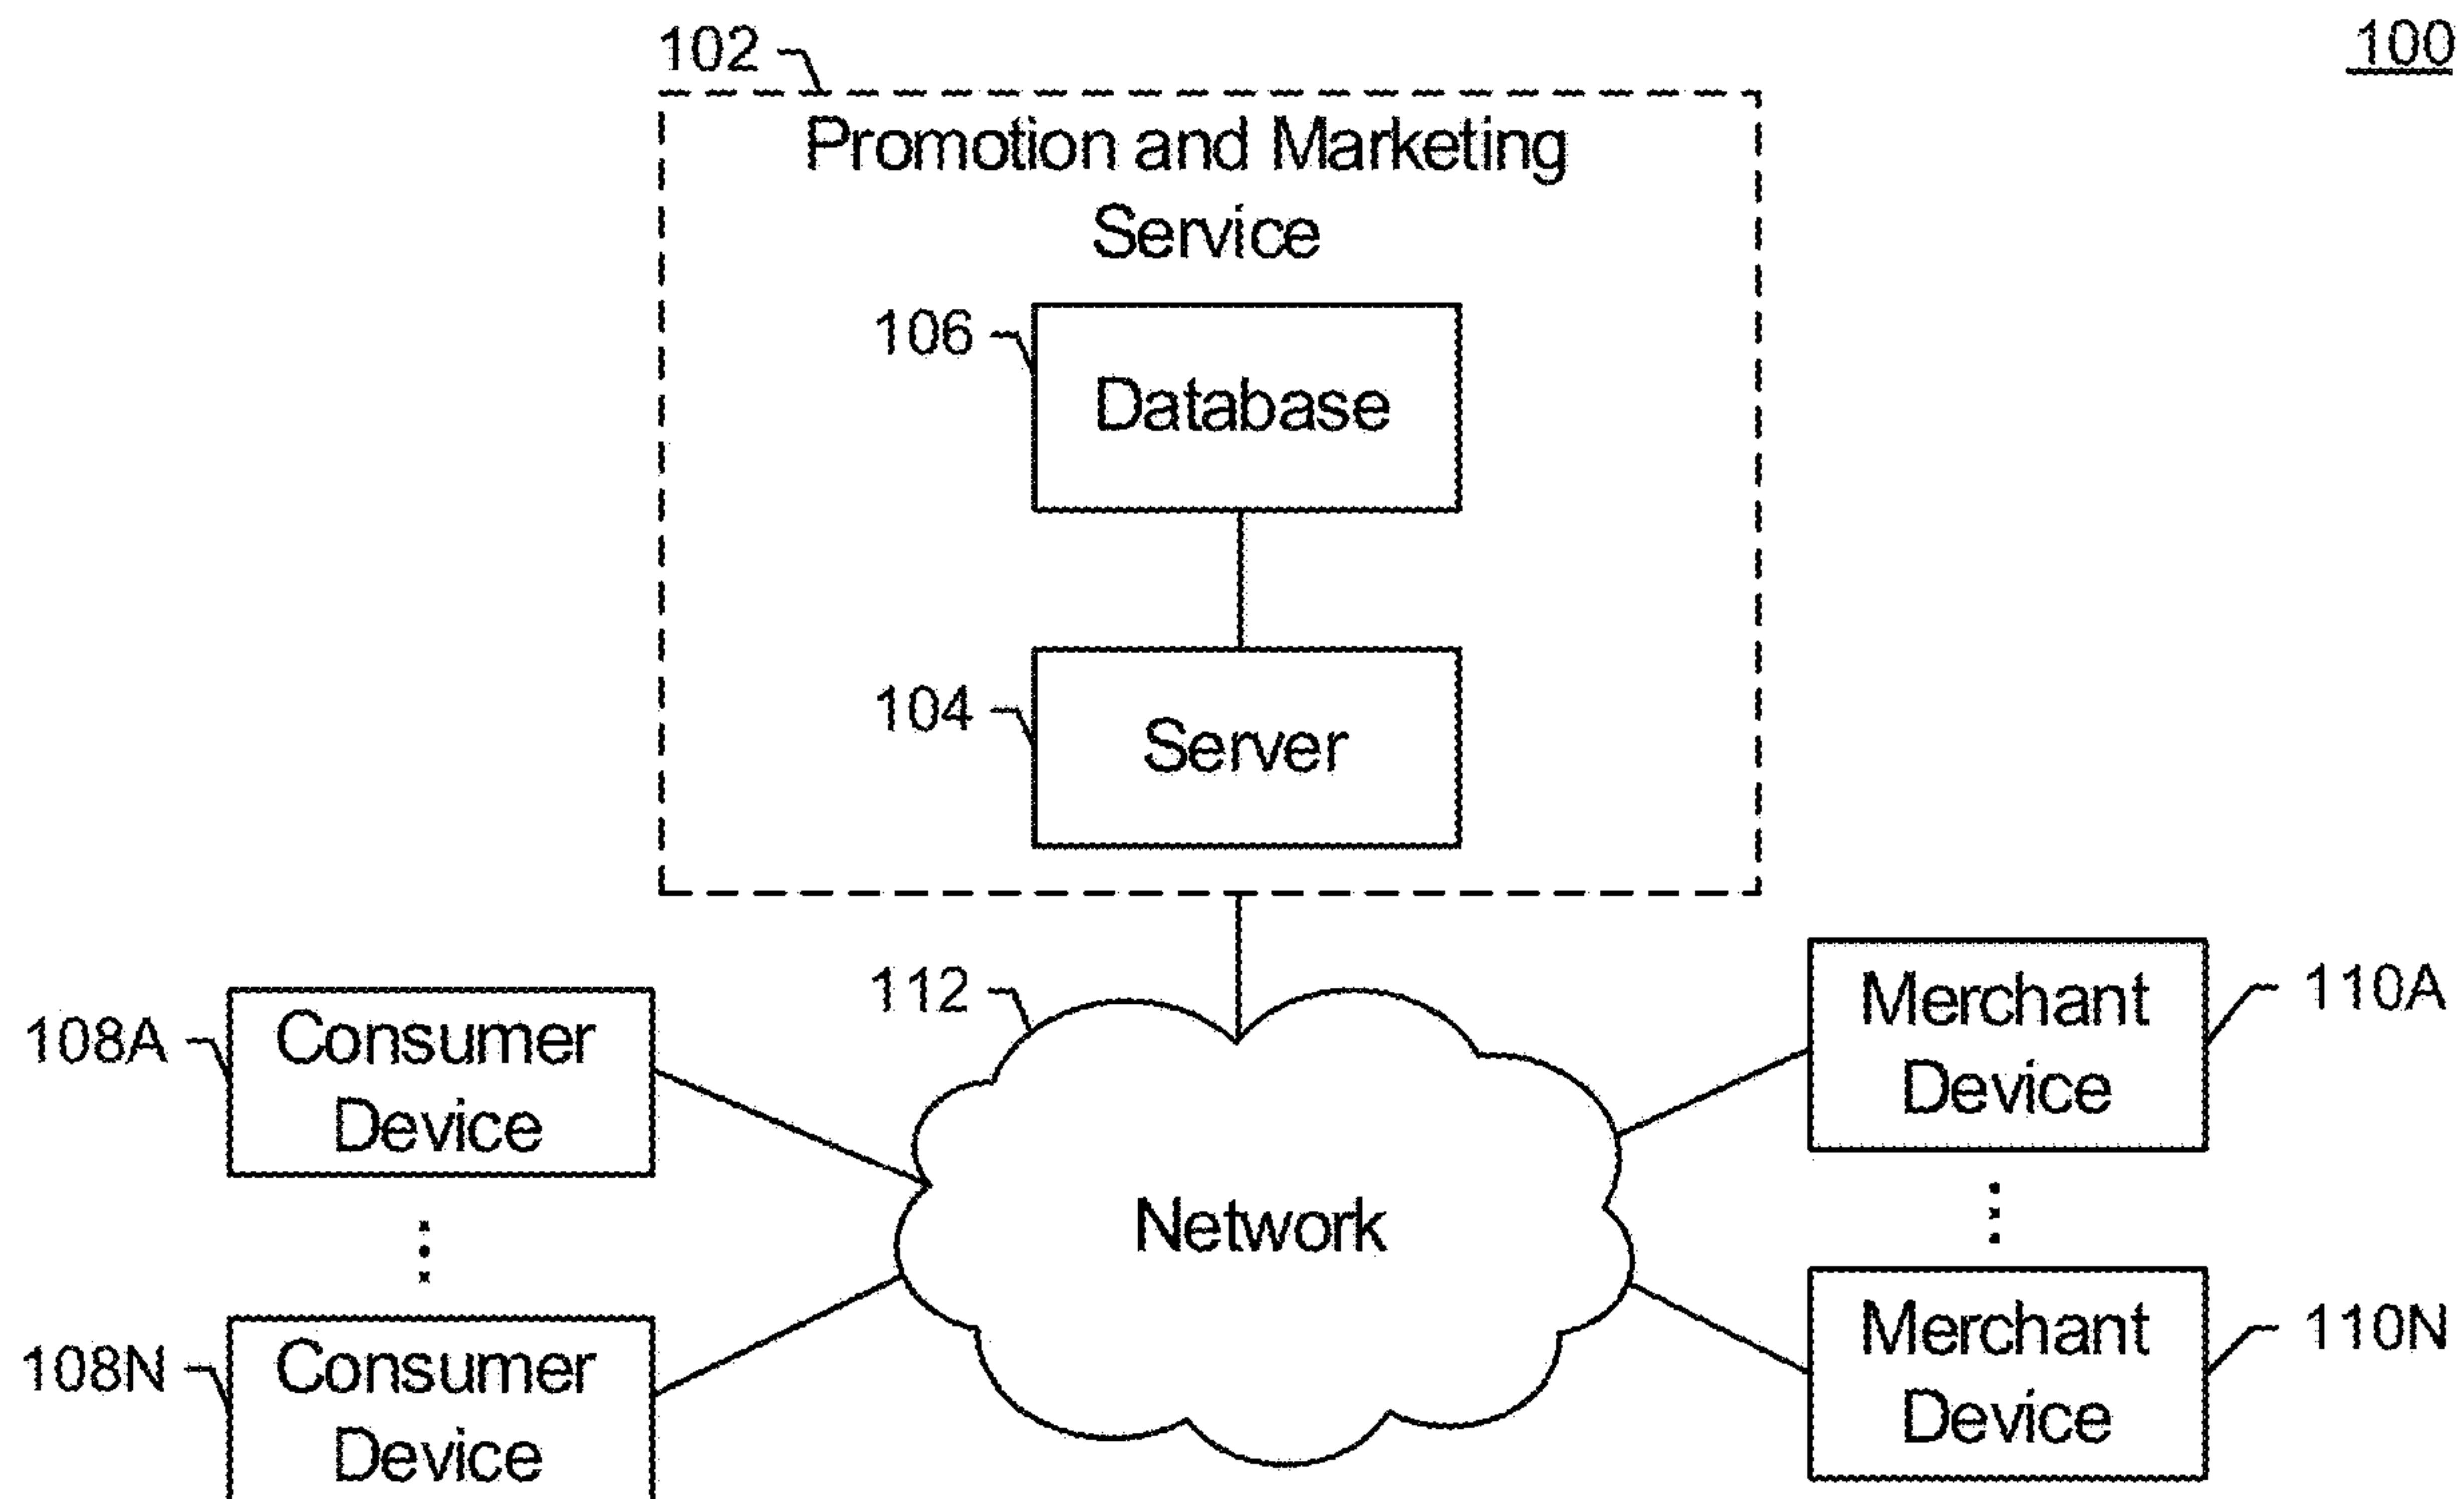 100
102
Promotion and Marketing
Service
106
Database
104
Server
112
108A
Consumer
Device
Network
Merchant
Device
110A
108N
Consumer
Device
Merchant
Device
110N